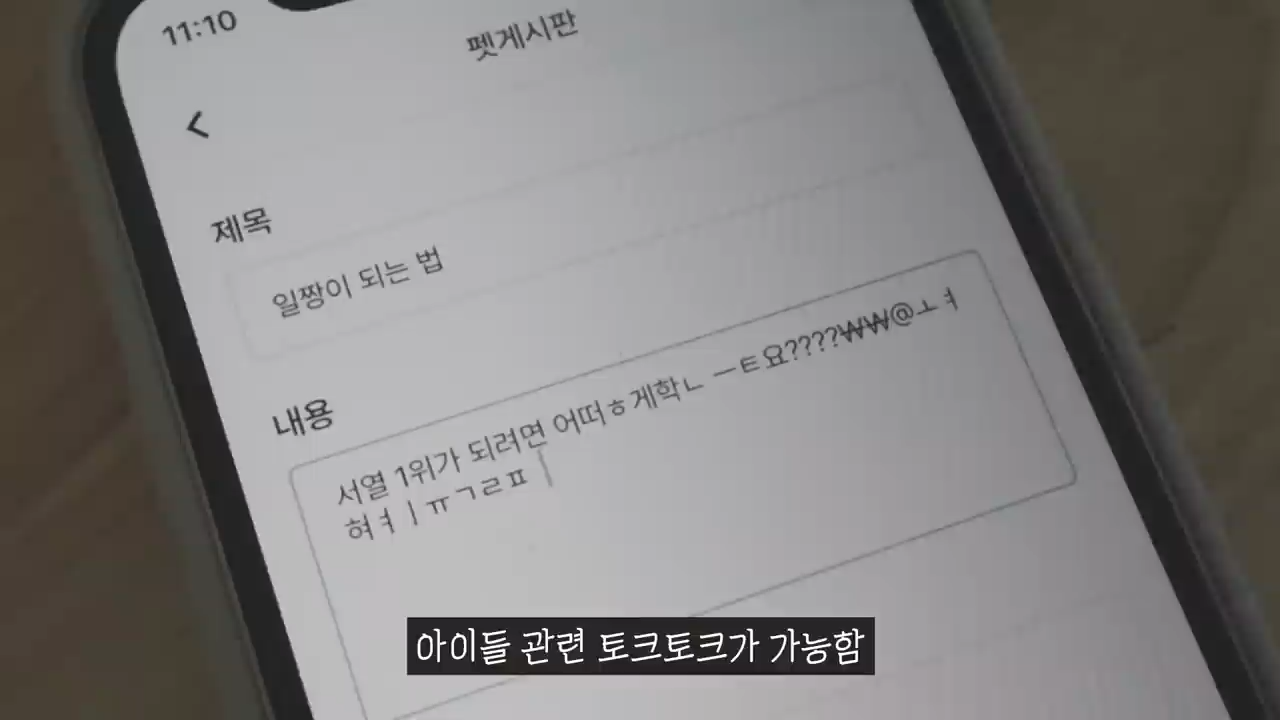 11:10
펫게시판
제목
일짱이 되는 법
내용
서열 1위가 되려면 어떠ㅎ게학ㄴ ㅡㅌ요????₩₩@ㅗㅕ
혀ㅕㅣㅠㄱㄹㅍ
아이들 관련 토크토크가 가능함